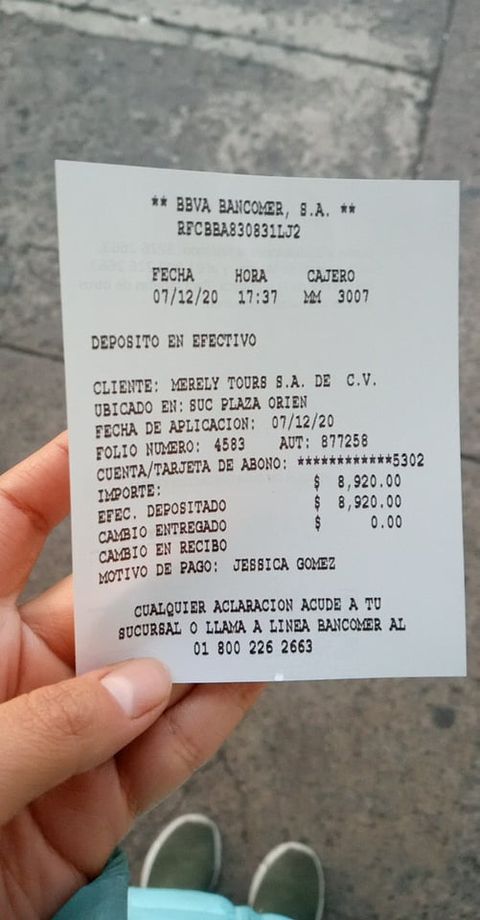 ** BBVA BANCOMER, S.A. **
RFCBBA830831LJ2
FECHA HORA CAJERO
07/12/20 17:37 MM 3007
DEPOSITO EN EFECTIVO
CLIENTE: MERELY TOURS S.A. DE C.V.
UBICADO EN: SUC PLAZA ORIEN
FECHA DE APLICACION: 07/12/20
FOLIO NUMERO: 4583 AUT: 877258
CUENTA/TARJETA DE ABONO: ************5302
IMPORTE: $ 8,920.00
EFEC. DEPOSITADO $ 8,920.00
CAMBIO ENTREGADO $ 0.00
CAMBIO EN RECIBO
MOTIVO DE PAGO: JESSICA GOMEZ
CUALQUIER ACLARACION ACUDE A TU
SUCURSAL O LLAMA A LINEA BANCOMER AL
01 800 226 2663